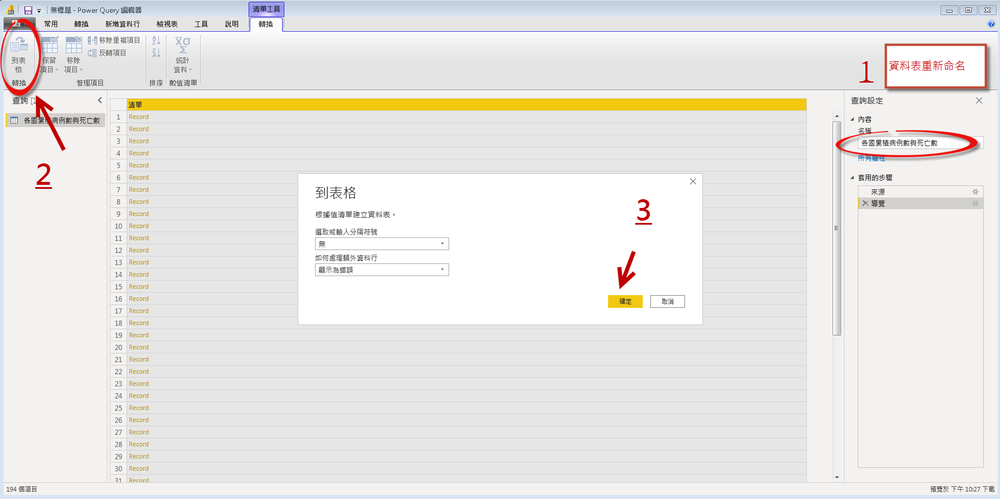 無標題 - Power Query 編輯器
清單工具
常用 轉換 新增資料行 檢視表 工具 說明 轉換
到表
格
轉換
保留
項目
移除
項目
移除重複項目
反轉項目
管理項目
排序
統計
資料
數值清單
1
資料表重新命名
查詢 [1
各國累積病例數與死亡數
2
清單
1 Record
2 Record
3 Record
4 Record
5 Record
6 Record
7 Record
8 Record
9 Record
10 Record
11 Record
12 Record
13 Record
14 Record
15 Record
16 Record
17 Record
18 Record
19 Record
20 Record
21 Record
22 Record
23 Record
24 Record
25 Record
26 Record
27 Record
28 Record
29 Record
30 Record
31 Record
到表格
根據值清單建立資料表。
選取或輸入分隔符號
無
如何處理額外資料行
顯示為錯誤
3
確定 取消
查詢設定
內容
名稱
各國累積病例數與死亡數
所有屬性
套用的步驟
來源
導覽
194 個項目
預覽於 下午 10:27 下載